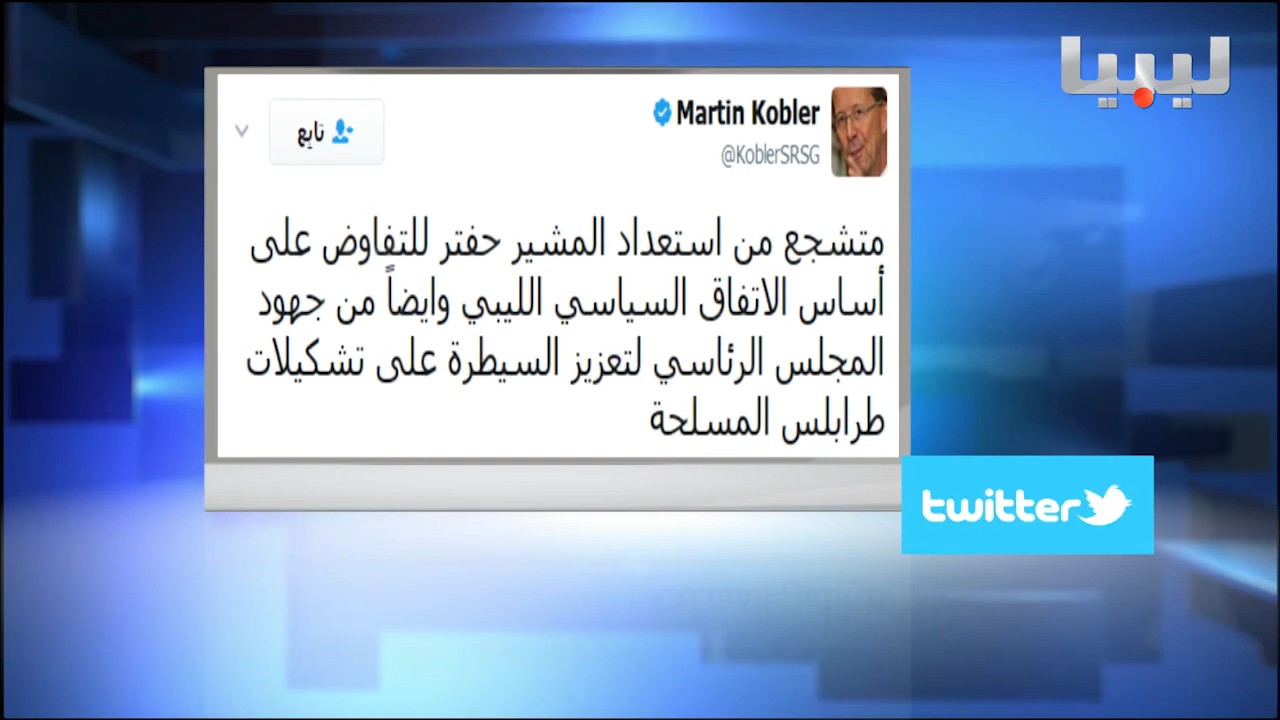 ليبيا
Martin Kobler
@KoblerSRSG
تابع
متشجع من استعداد المشير حفتر للتفاوض على
أساس الاتفاق السياسي الليبي وايضاً من جهود
المجلس الرئاسي لتعزيز السيطرة على تشكيلات
طرابلس المسلحة
twitter